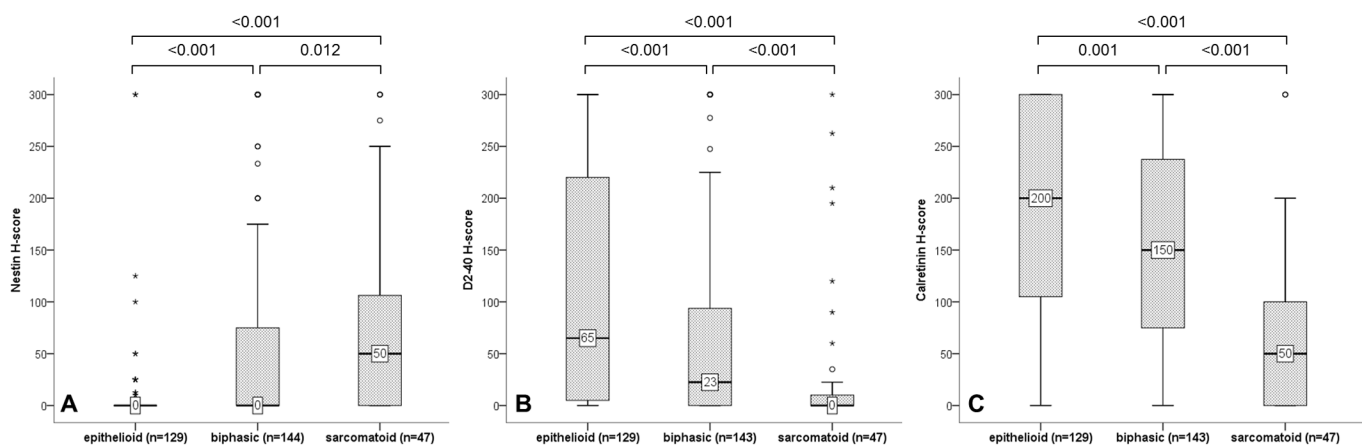 <0.001
<0.001
0.012
300
250
200
150
100
50
0
Nestin H-score
0
0
50
A
epithelioid (n=129)
biphasic (n=144)
sarcomatoid (n=47)
<0.001
<0.001
<0.001
300
250
200
150
100
50
0
D2-40 H-score
65
23
0
B
epithelioid (n=129)
biphasic (n=143)
sarcomatoid (n=47)
<0.001
0.001
<0.001
300
250
200
150
100
50
0
Calretinin H-score
200
150
50
C
epithelioid (n=129)
biphasic (n=143)
sarcomatoid (n=47)